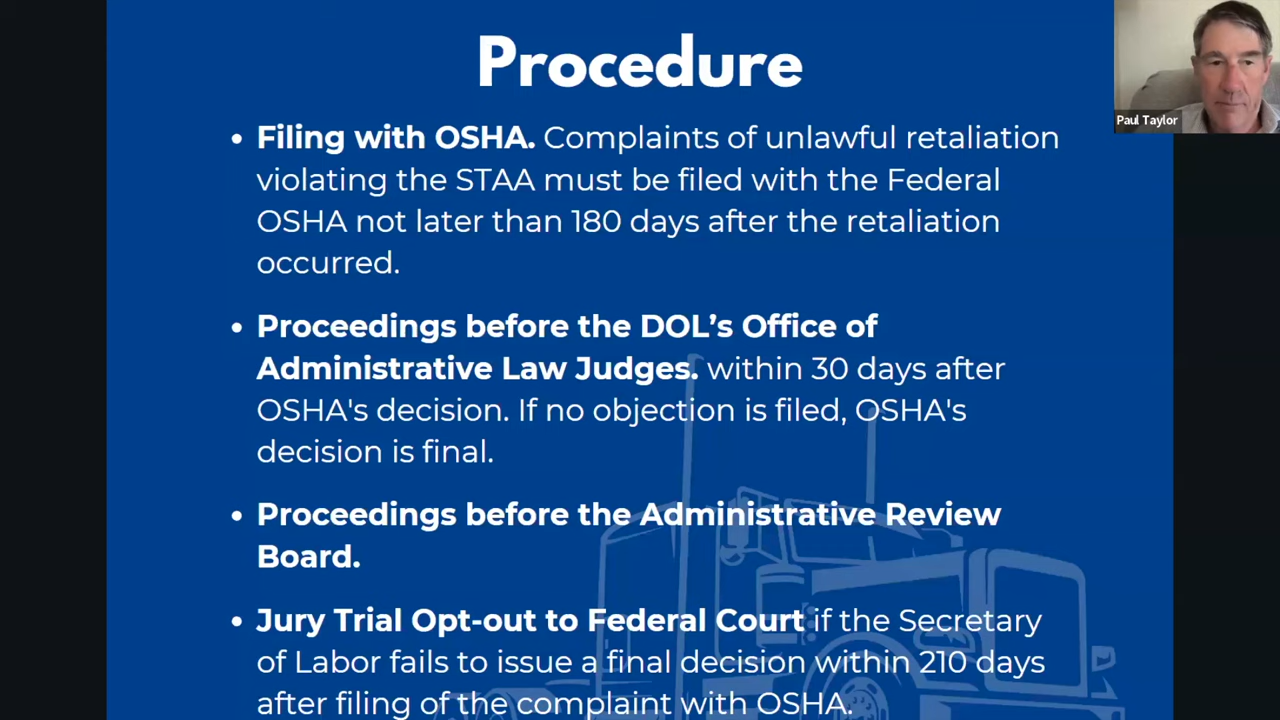 Procedure
Paul Taylor
• Filing with OSHA. Complaints of unlawful retaliation
violating the STAA must be filed with the Federal
OSHA not later than 180 days after the retaliation
occurred.
• Proceedings before the DOL’s Office of
Administrative Law Judges. within 30 days after
OSHA's decision. If no objection is filed, OSHA's
decision is final.
• Proceedings before the Administrative Review
Board.
• Jury Trial Opt-out to Federal Court if the Secretary
of Labor fails to issue a final decision within 210 days
after filing of the complaint with OSHA.